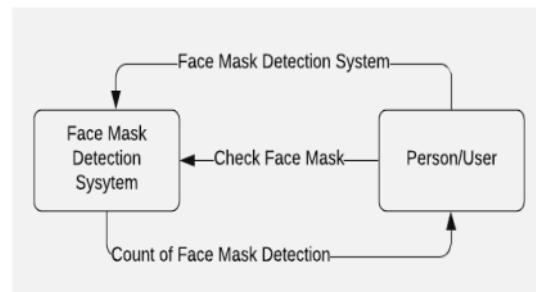 Face Mask Detection System
Face Mask
Detection
Sysytem
Check Face Mask
Person/User
Count of Face Mask Detection